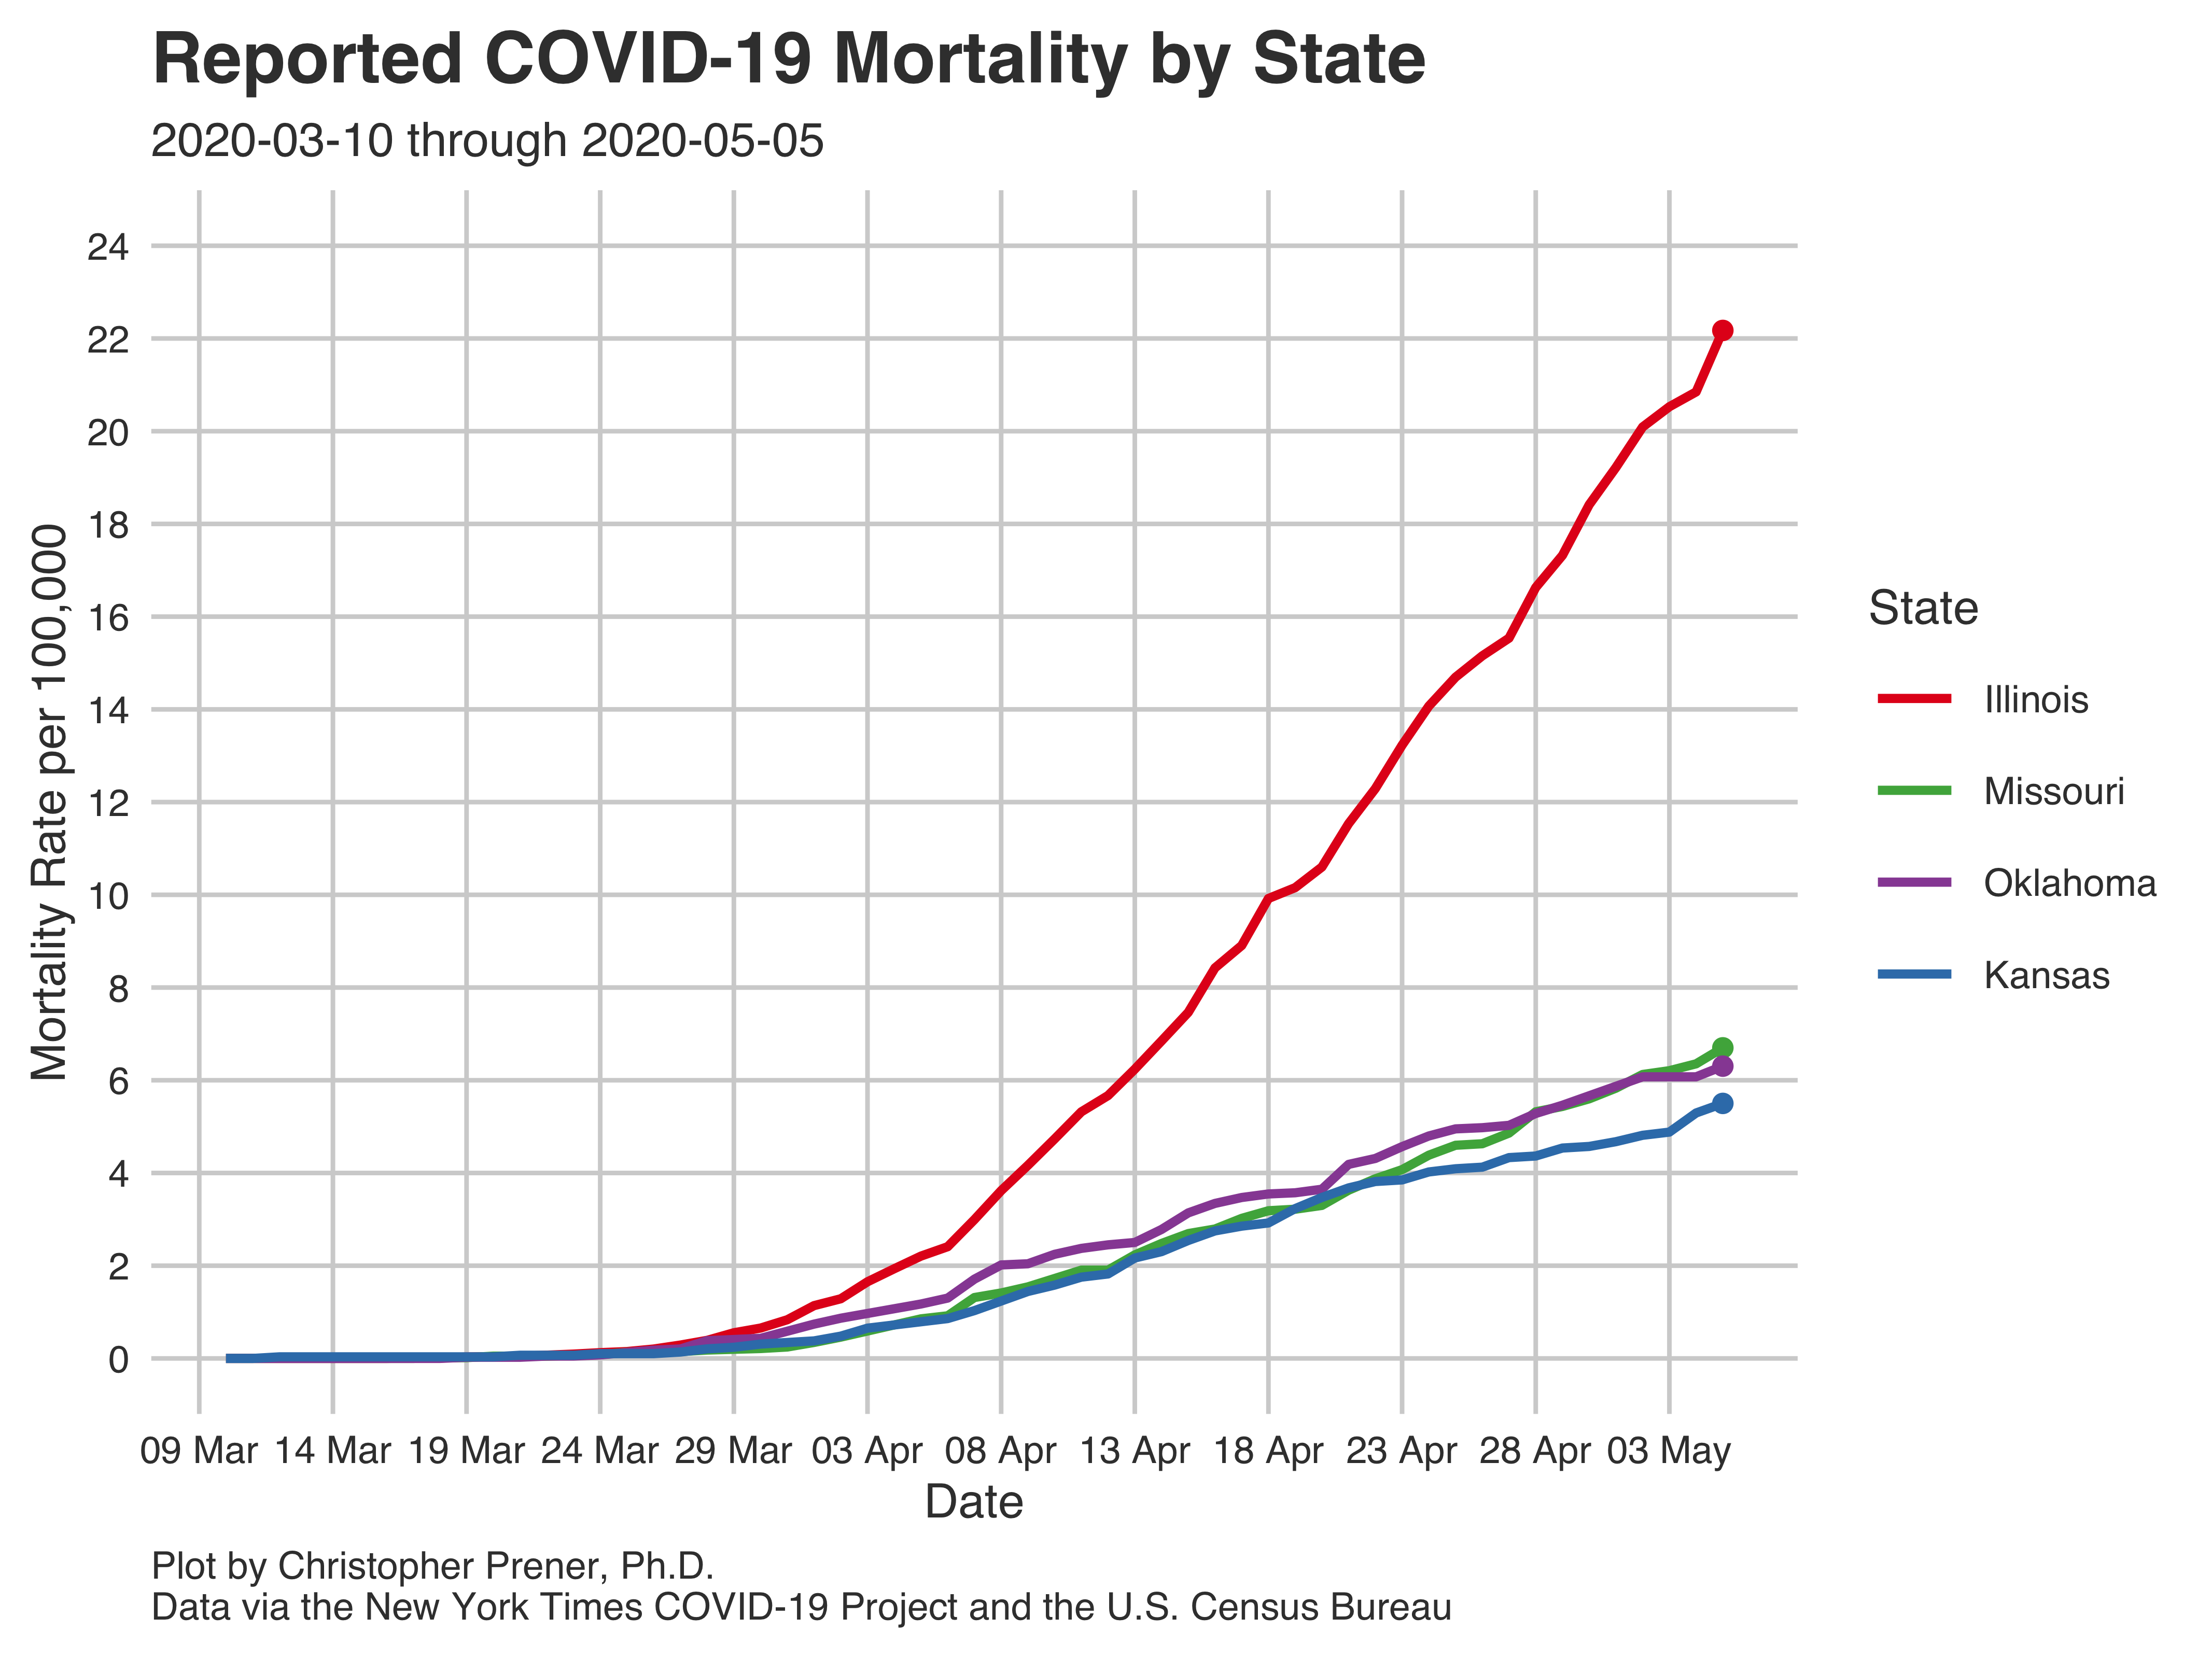 Reported COVID-19 Mortality by State
2020-03-10 through 2020-05-05
Mortality Rate per 100,000
24
22
20
18
16
14
12
10
8
6
4
2
0
09 Mar 14 Mar 19 Mar 24 Mar 29 Mar 03 Apr 08 Apr 13 Apr 18 Apr 23 Apr 28 Apr 03 May
Date
State
Illinois
Missouri
Oklahoma
Kansas
Plot by Christopher Prener, Ph.D.
Data via the New York Times COVID-19 Project and the U.S. Census Bureau